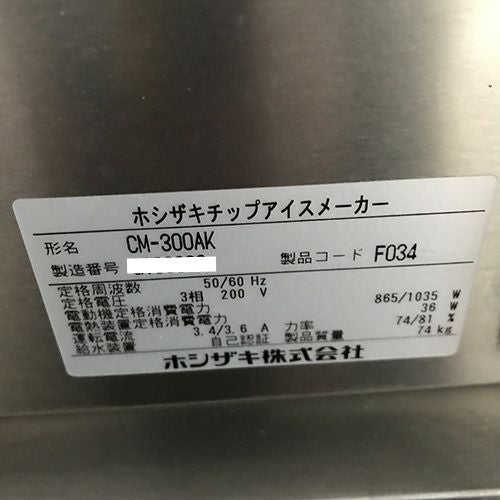 ホシザキチップアイスメーカー
形名 CM-300AK
製造番号 製品コード F034
定格周波数 50/60 Hz
定格電圧 3相 200 V
電動機定格消費電力 865/1035 W
電熱装置定格消費電力 36 W
運転電流 3.4/3.6 A 力率 74/81 %
給水装置 自己認証 製品質量 74 kg
ホシザキ株式会社